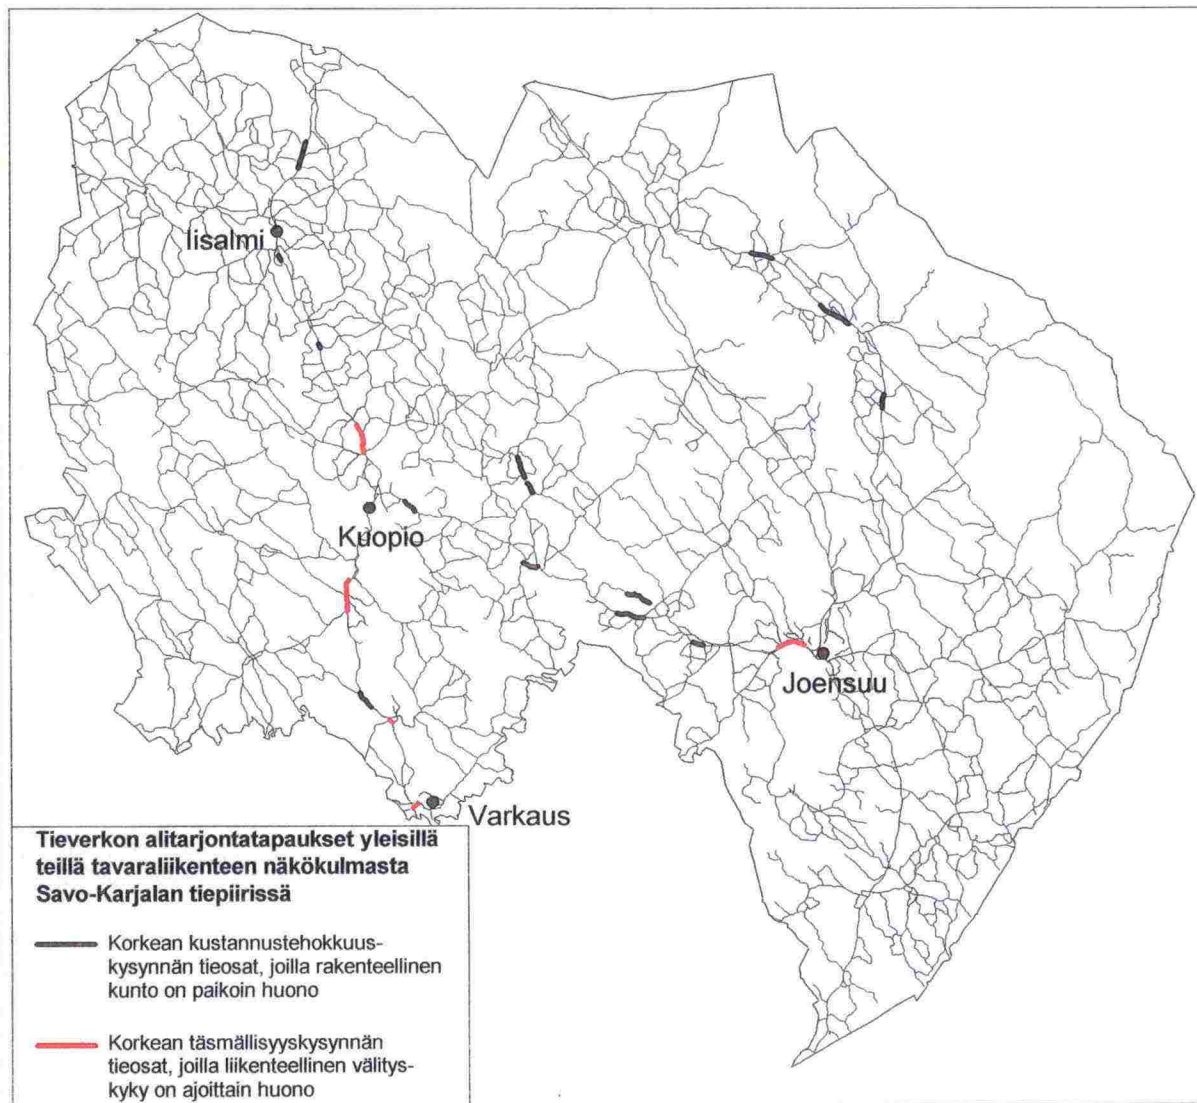 Iisalmi
Kuopio
Joensuu
Varkaus
Tieverkon alitarjontatapaukset yleisillä
teillä tavaraliikenteen näkökulmasta
Savo-Karjalan tiepiirissä
Korkean kustannustehokkuus-
kysynnän tieosat, joilla rakenteellinen
kunto on paikoin huono
Korkean täsmällisyyskysynnän
tieosat, joilla liikenteellinen välitys-
kyky on ajoittain huono